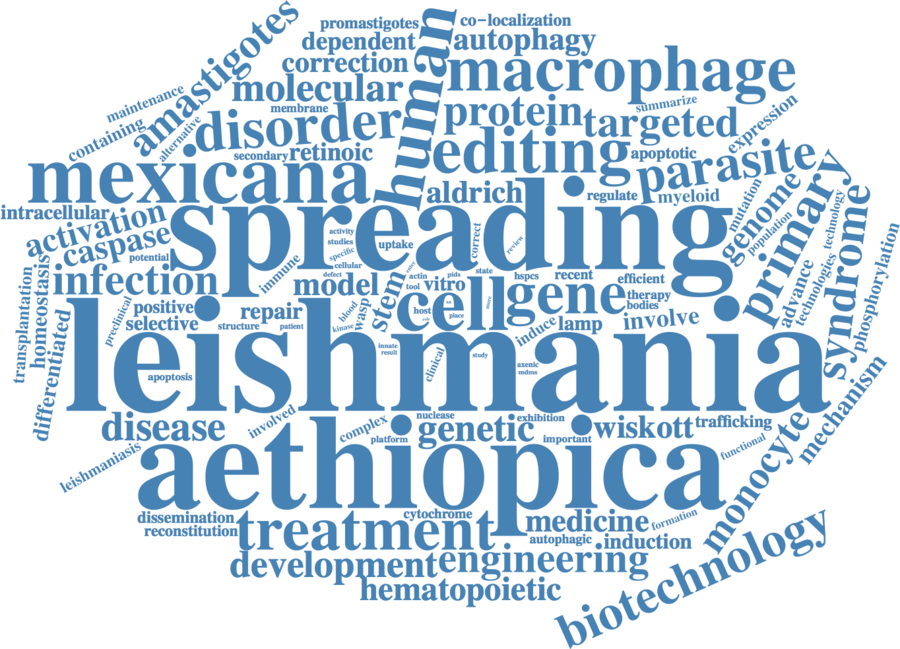 promastigotes
co-localization
dependent
autophagy
correction
human
macrophage
molecular
amastigotes
maintenance
membrane
containing
alternative
disorder
protein
summarize
targeted
expression
secondary
retinoic
editing
apoptotic
parasite
mexicana
aldrich
regulate
myeloid
intracellular
spreading
mutation
genome
population
primary
technology
syndrome
activation
caspase
potential
activity
studies
specific
cellular
uptake
correct
review
phosphorylation
infection
immune
model
defect
actin
tool
vitro
pids
state
hspcs
recent
efficient
therapy
bodies
gene
advance
technologies
transplantation
homeostasis
differentiated
preclinical
positive
selective
repair
structure
patient
blood
kinase
wasp
stem
cell
host
place
induce
lamp
involve
leishmania
apoptosis
innate
result
clinical
study
axenic
mdms
mechanism
disease
involved
complex
platform
nuclease
genetic
exhibition
important
wiskott
trafficking
functional
monocyte
leishmaniasis
aethiopica
dissemination
reconstitution
treatment
cytochrome
medicine
formation
autophagic
induction
development
engineering
hematopoietic
biotechnology